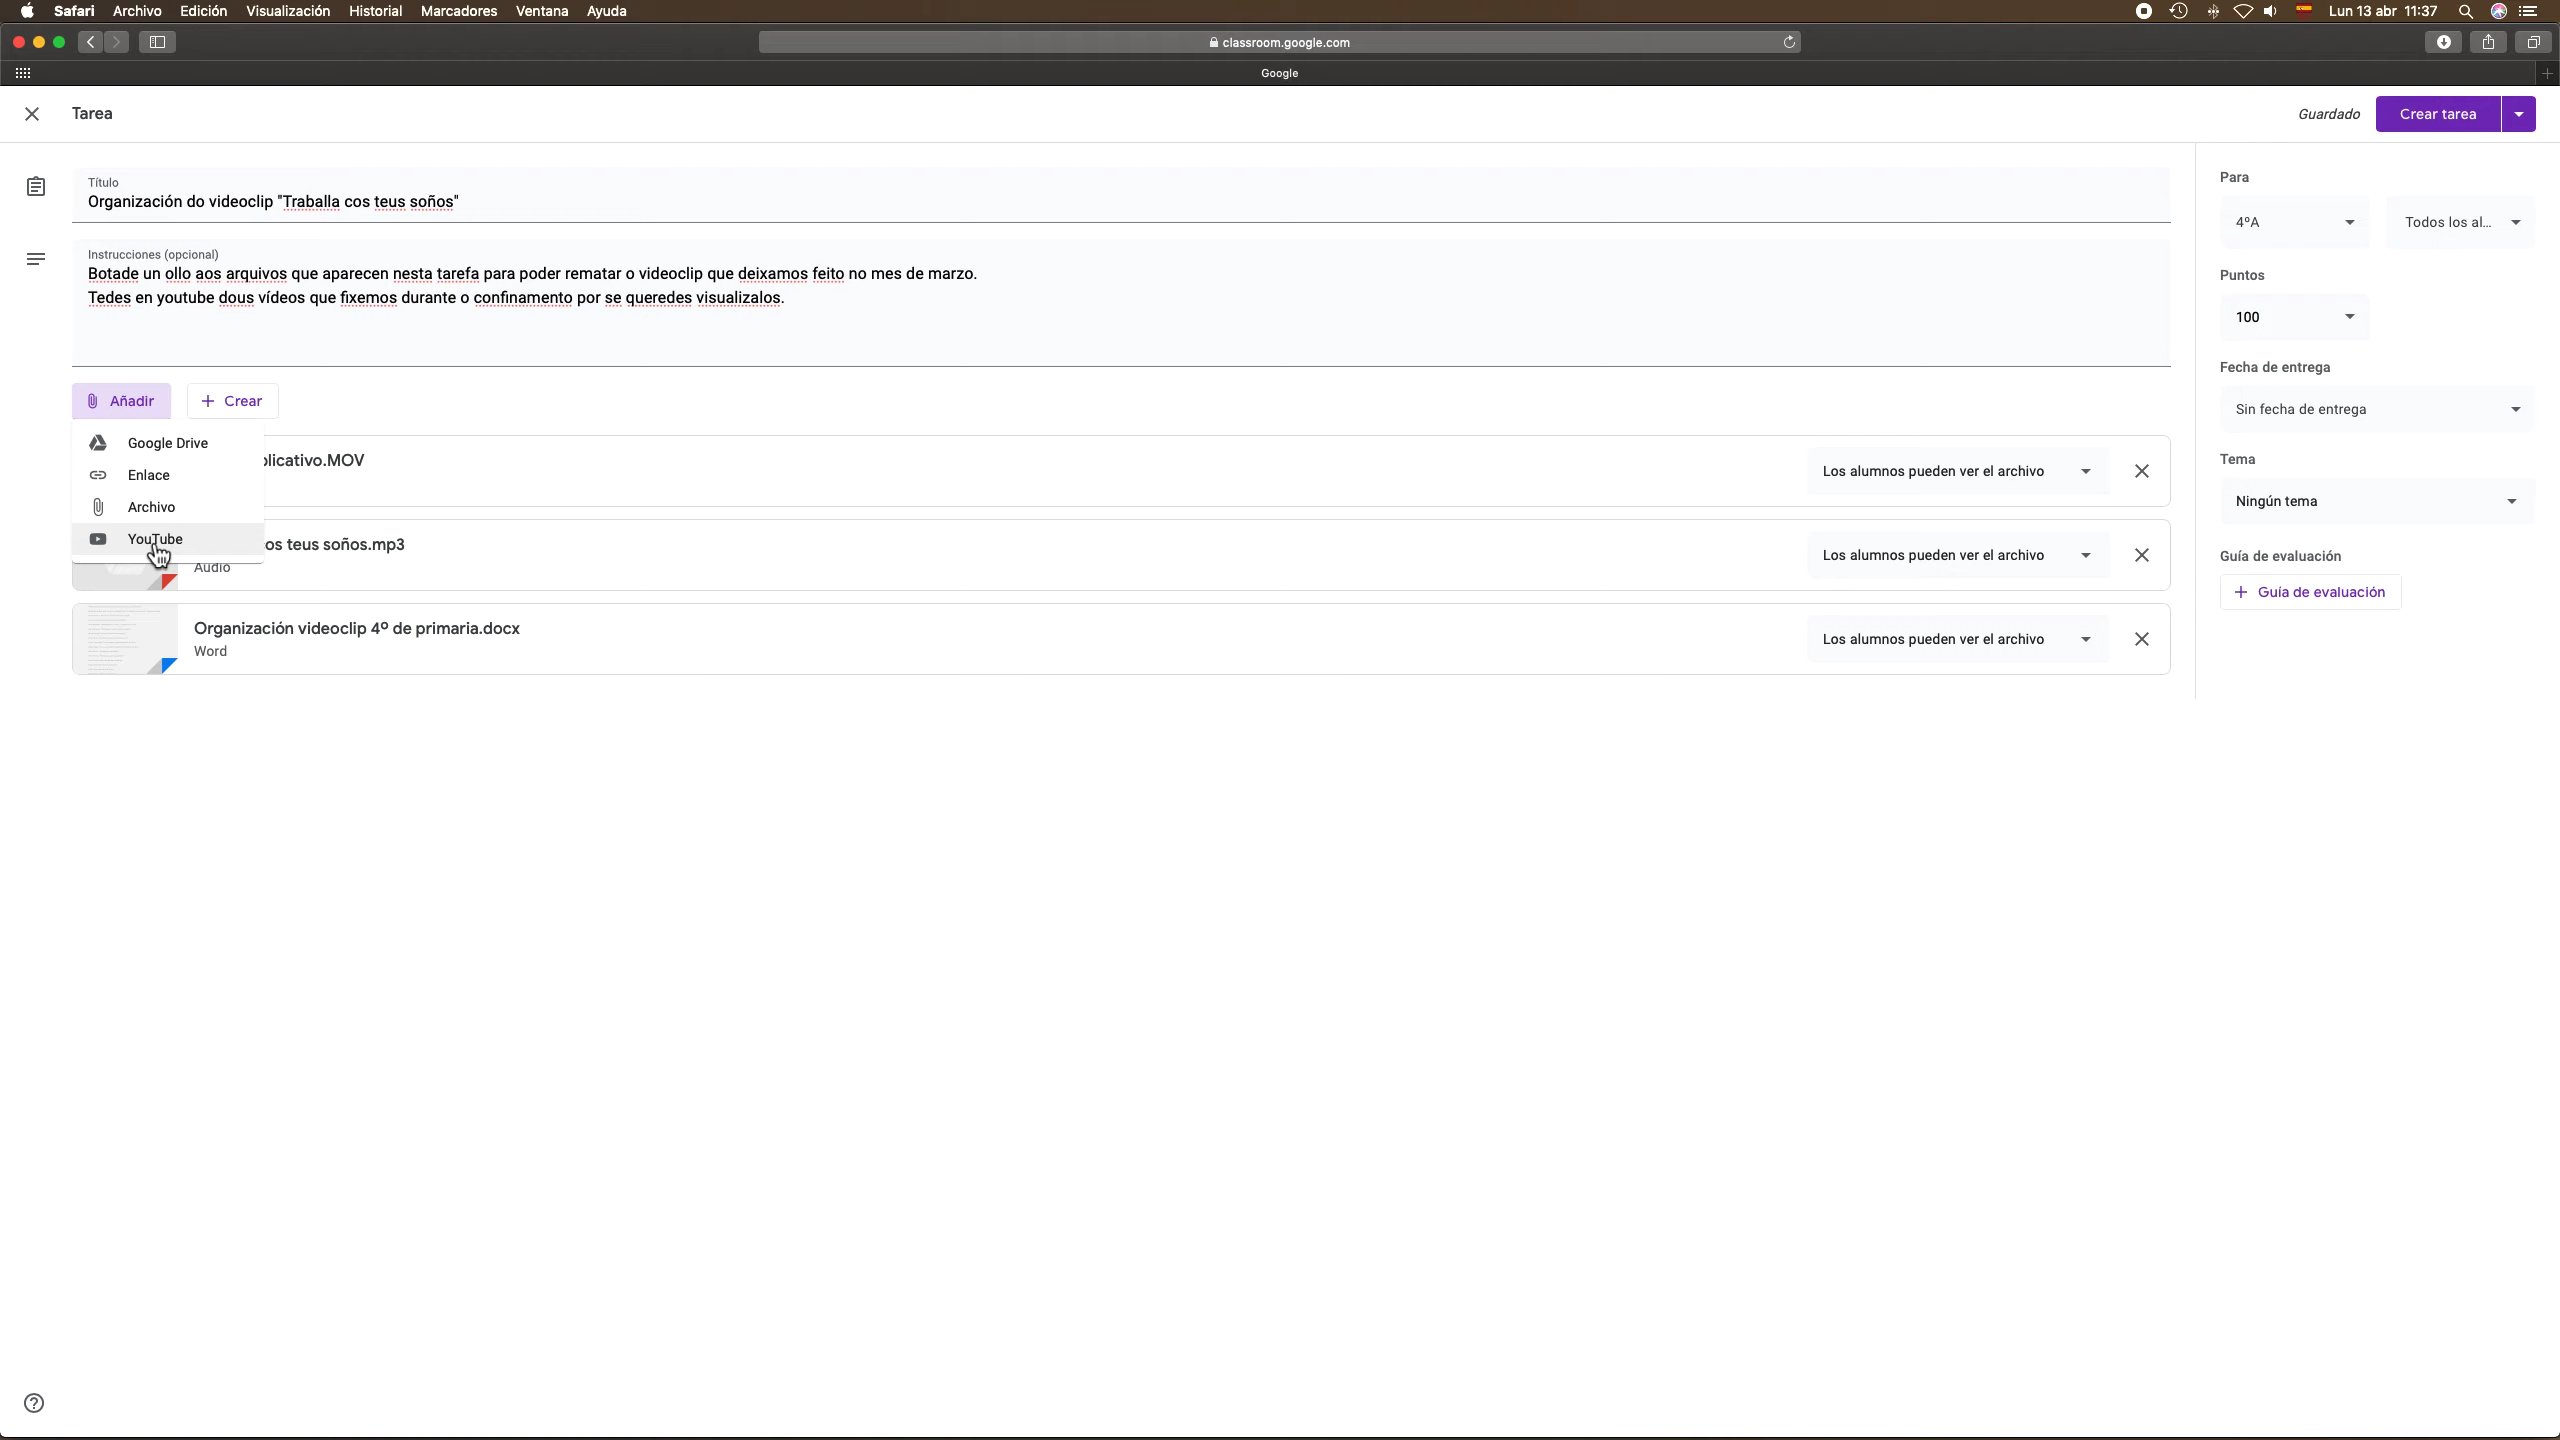 Safari Archivo Edición Visualización Historial Marcadores Ventana Ayuda
Lun 13 abr 11:37
classroom.google.com
Google
Tarea
Guardado
Crear tarea
Título
Organización do videoclip "Traballa cos teus soños"
Instrucciones (opcional)
Botade un ollo aos arquivos que aparecen nesta tarefa para poder rematar o videoclip que deixamos feito no mes de marzo.
Tedes en youtube dous vídeos que fixemos durante o confinamento por se queredes visualizalos.
Añadir
Crear
Google Drive
Enlace
Archivo
YouTube
plicativo.MOV
Los alumnos pueden ver el archivo
os teus soños.mp3
Audio
Los alumnos pueden ver el archivo
Organización videoclip 4º de primaria.docx
Word
Los alumnos pueden ver el archivo
Para
4ºA
Todos los al...
Puntos
100
Fecha de entrega
Sin fecha de entrega
Tema
Ningún tema
Guía de evaluación
Guía de evaluación